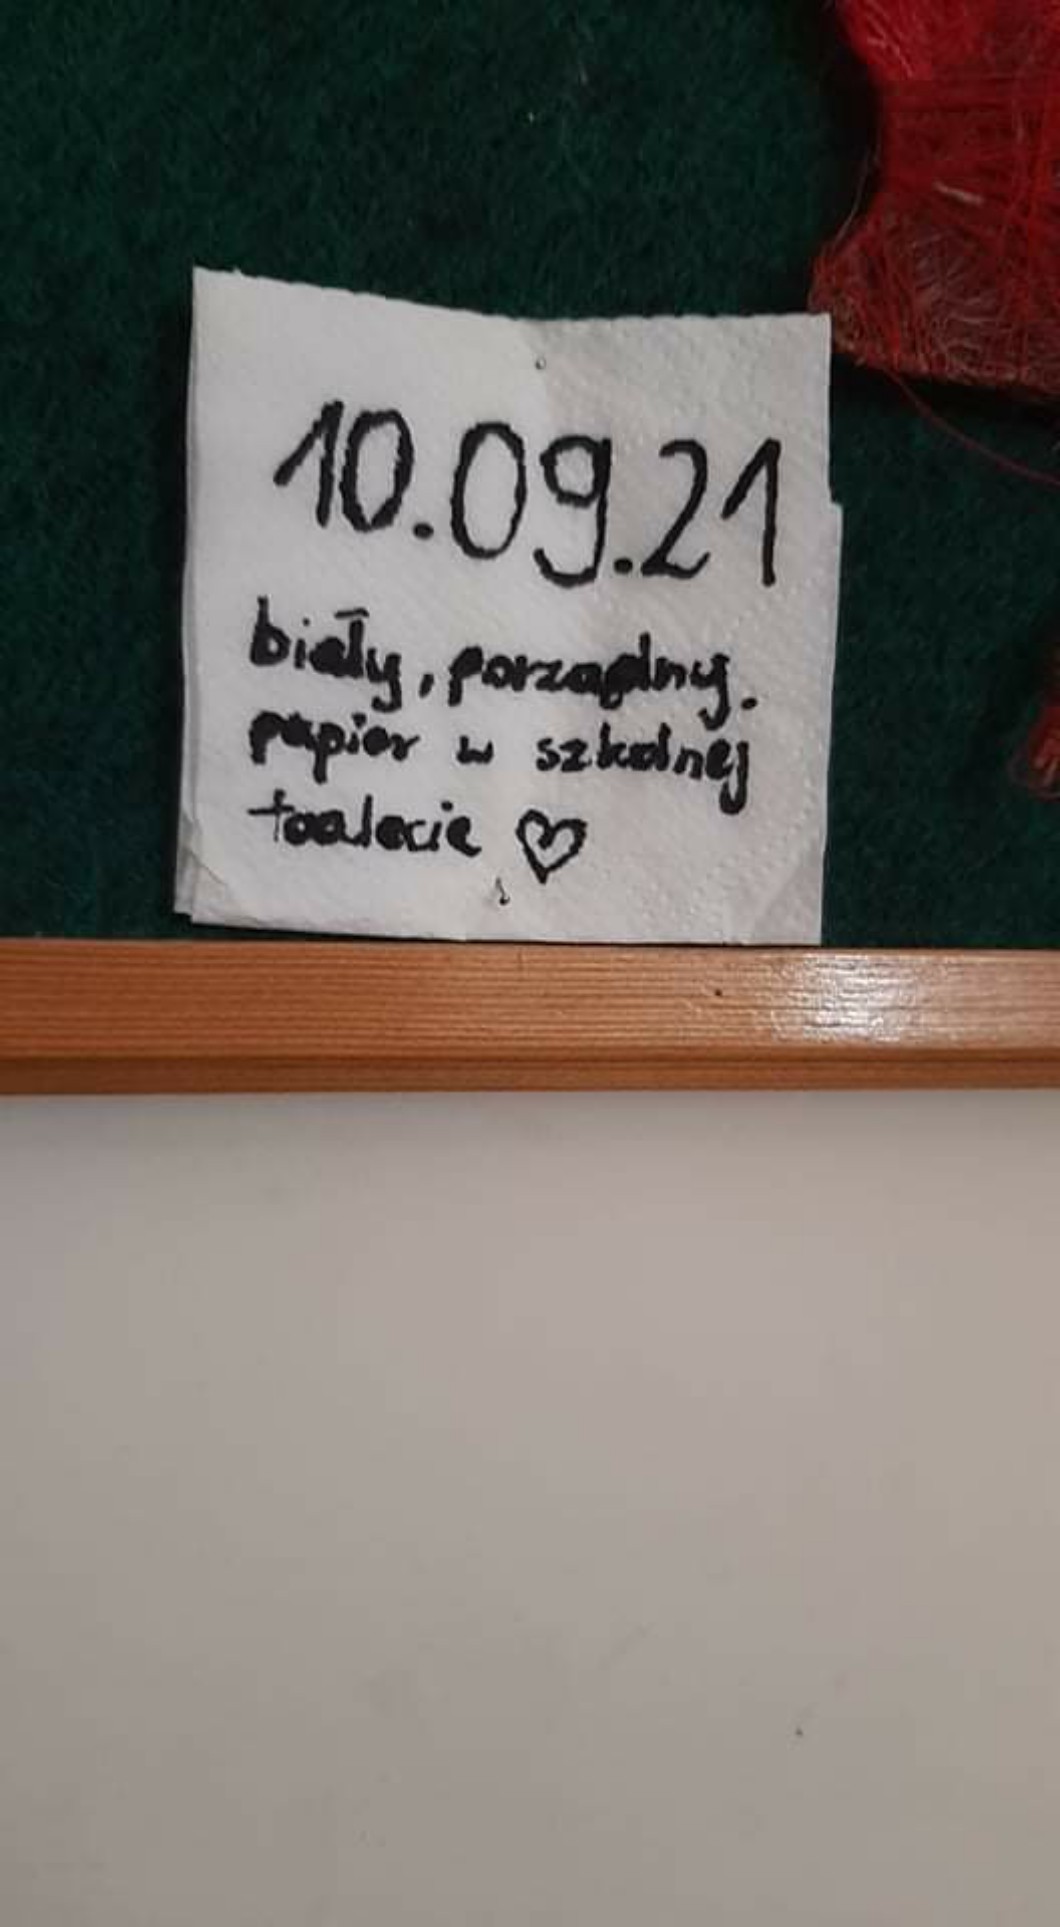 10.09.21
biały, porządny.
papier w szkolnej
toalecie ♡